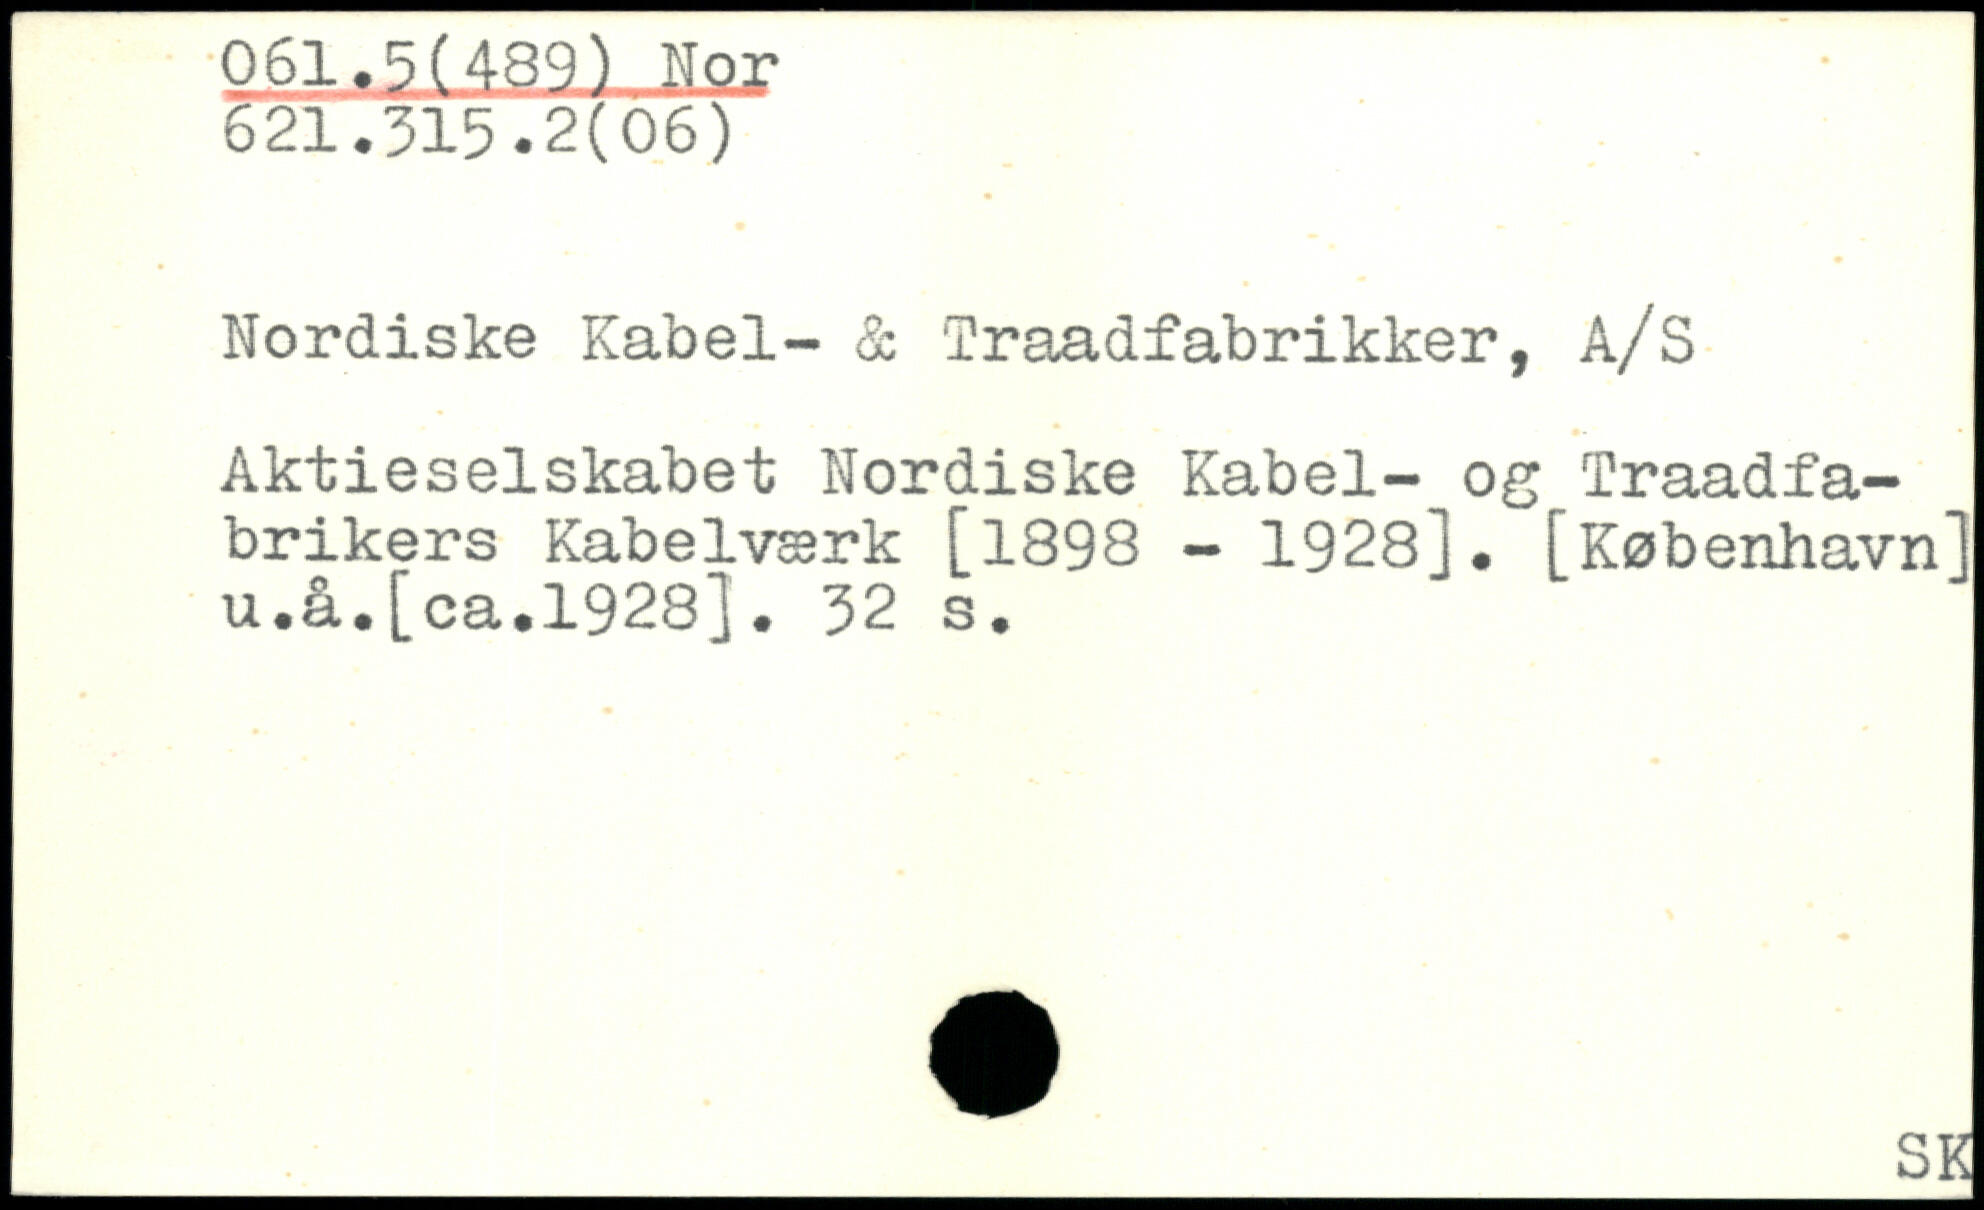 061.5(489) Nor
621.315.2(06)
Nordiske Kabel- & Traadfabrikker, A/S
Aktieselskabet Nordiske Kabel- og Traadfa-
brikers Kabelværk [1898 - 1928]. [København]
u.å.[ca.1928]. 32 s.
SK